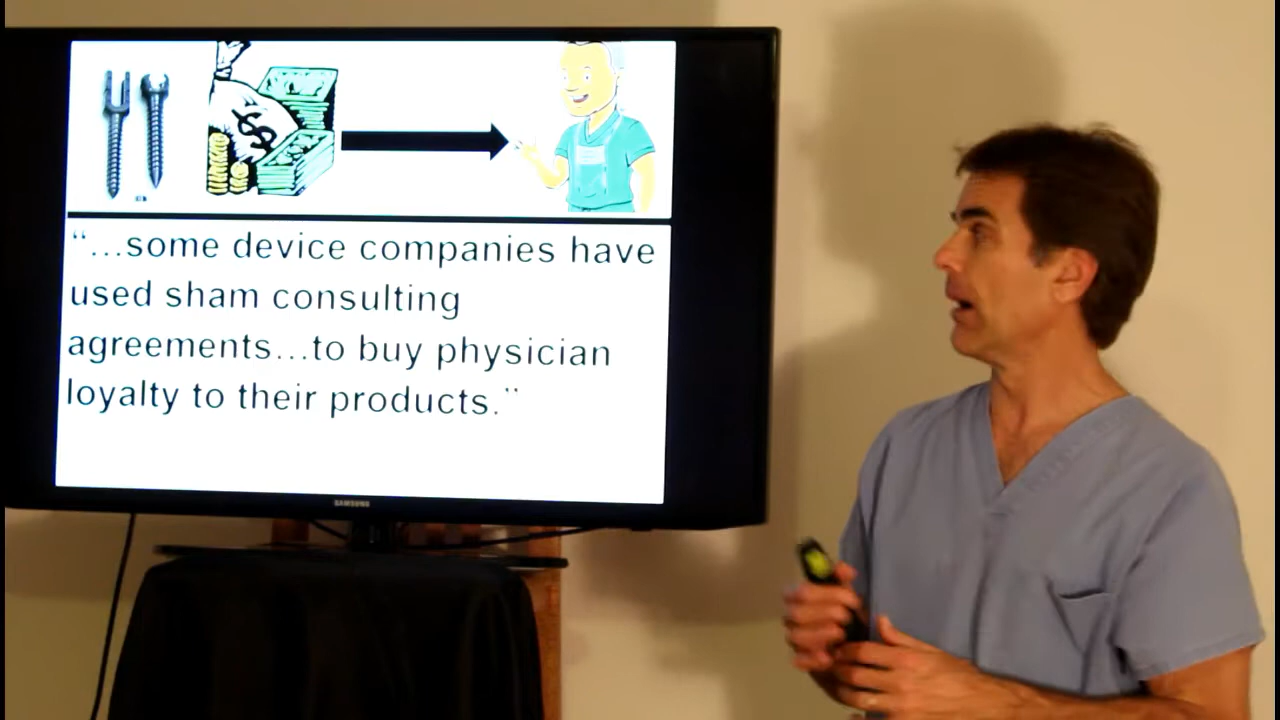 $
"...some device companies have
used sham consulting
agreements...to buy physician
loyalty to their products."
SAMSUNG